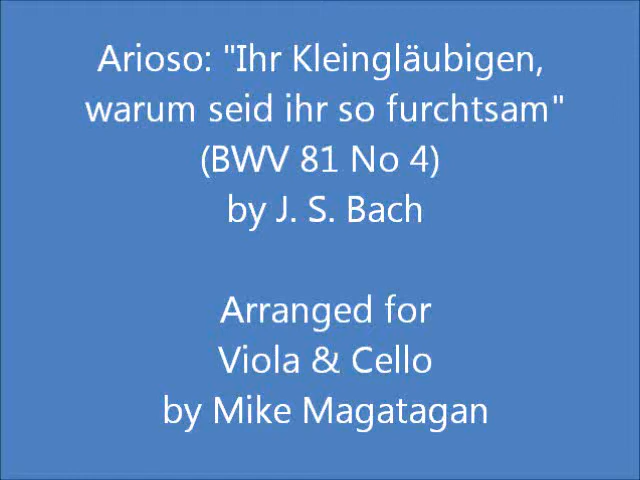 Arioso: "Ihr Kleingläubigen,
warum seid ihr so furchtsam"
(BWV 81 No 4)
by J. S. Bach
Arranged for
Viola & Cello
by Mike Magatagan